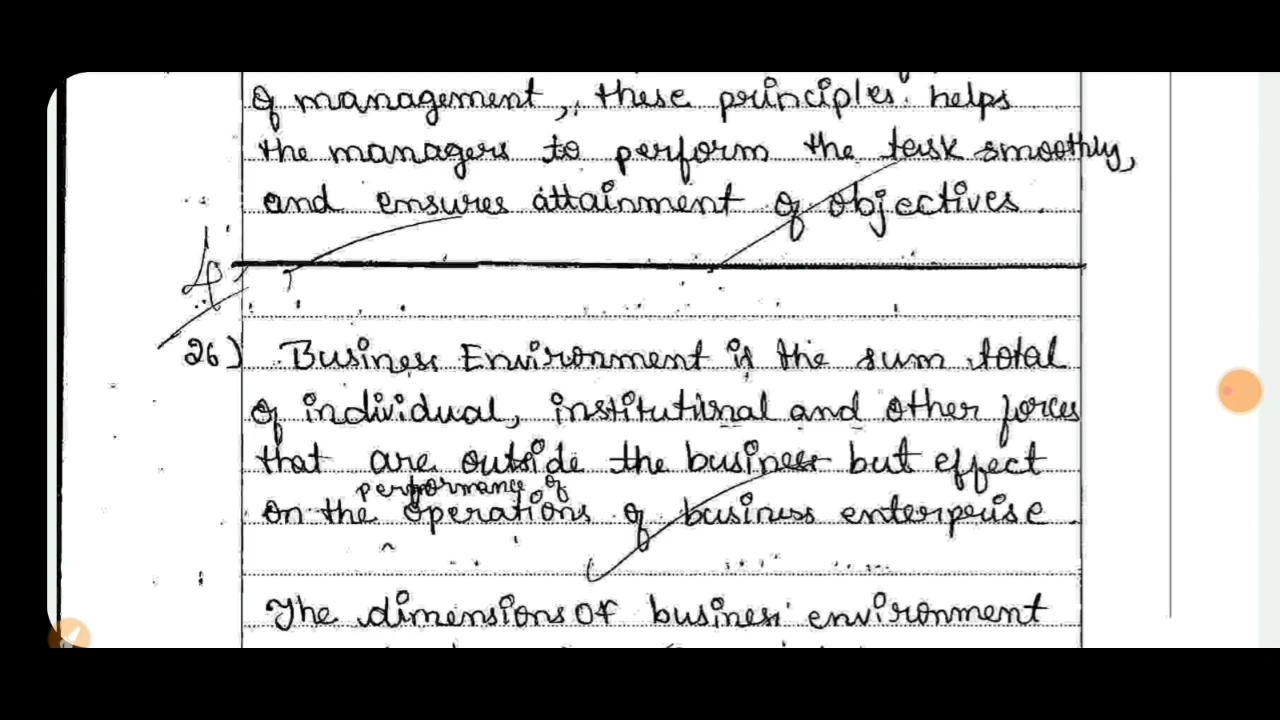 of management, these principles helps
the managers to perform the task smoothly,
and ensures attainment of objectives.
26) Business Environment is the sum total
of individual, institutional and other forces
that are outside the business but effect
performance of
on the operations of business enterprise.
The dimensions of business environment